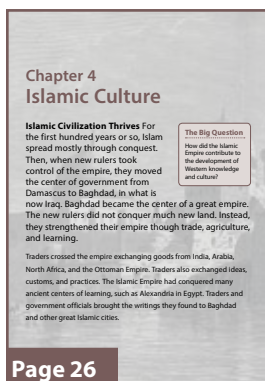 Chapter 4
Islamic Culture
Islamic Civilization Thrives For
the first hundred years or so, Islam
spread mostly through conquest.
Then, when new rulers took
control of the empire, they moved
the center of government from
Damascus to Baghdad, in what is
now Iraq. Baghdad became the center of a great empire.
The new rulers did not conquer much new land. Instead,
they strengthened their empire though trade, agriculture,
and learning.
The Big Question
How did the Islamic
Empire contribute to
the development of
Western knowledge
and culture?
Traders crossed the empire exchanging goods from India, Arabia,
North Africa, and the Ottoman Empire. Traders also exchanged ideas,
customs, and practices. The Islamic Empire had conquered many
ancient centers of learning, such as Alexandria in Egypt. Traders and
government officials brought the writings they found to Baghdad
and other great Islamic cities.
Page 26